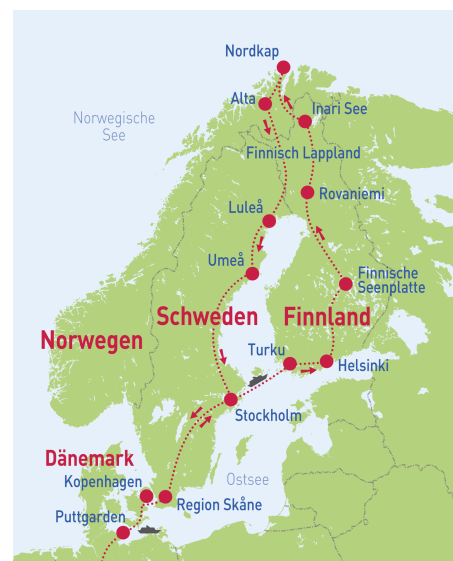 Nordkap
Alta
Inari See
Norwegische
See
Finnisch Lappland
Rovaniemi
Luleå
Umeå
Finnische
Seenplatte
Schweden
Finnland
Norwegen
Turku
Helsinki
Stockholm
Dänemark
Kopenhagen
Ostsee
Region Skåne
Puttgarden